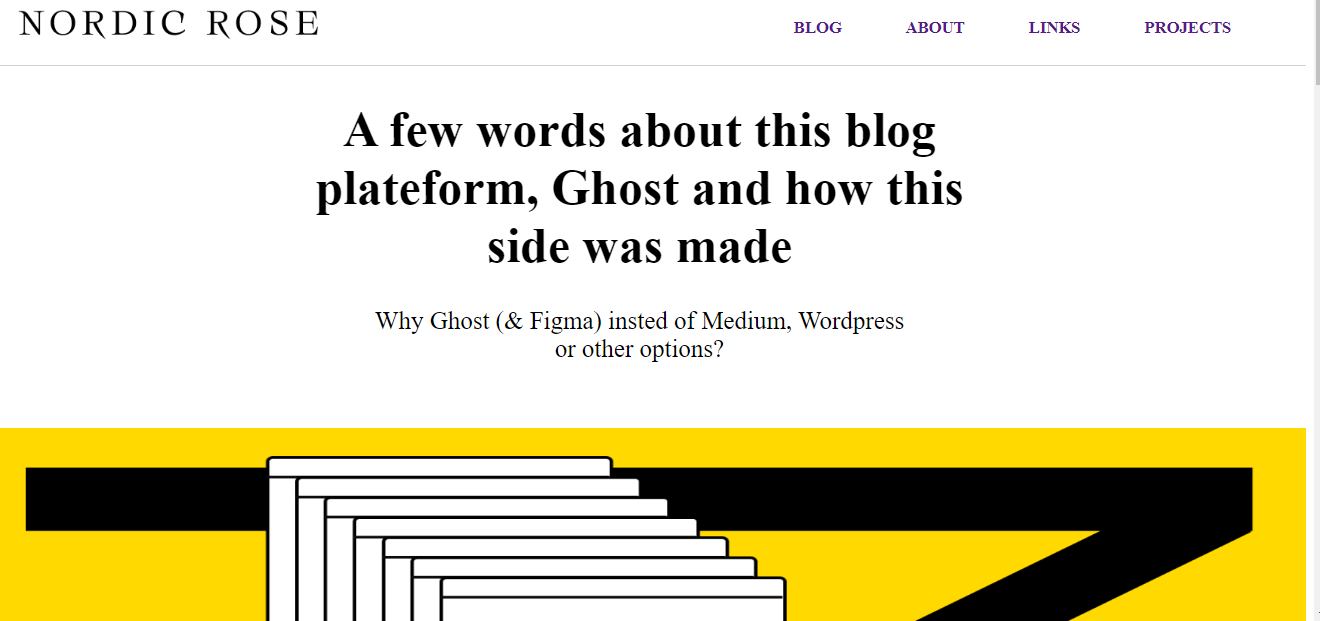 NORDIC ROSE
BLOG ABOUT LINKS PROJECTS
A few words about this blog
plateform, Ghost and how this
side was made
Why Ghost (& Figma) insted of Medium, Wordpress
or other options?